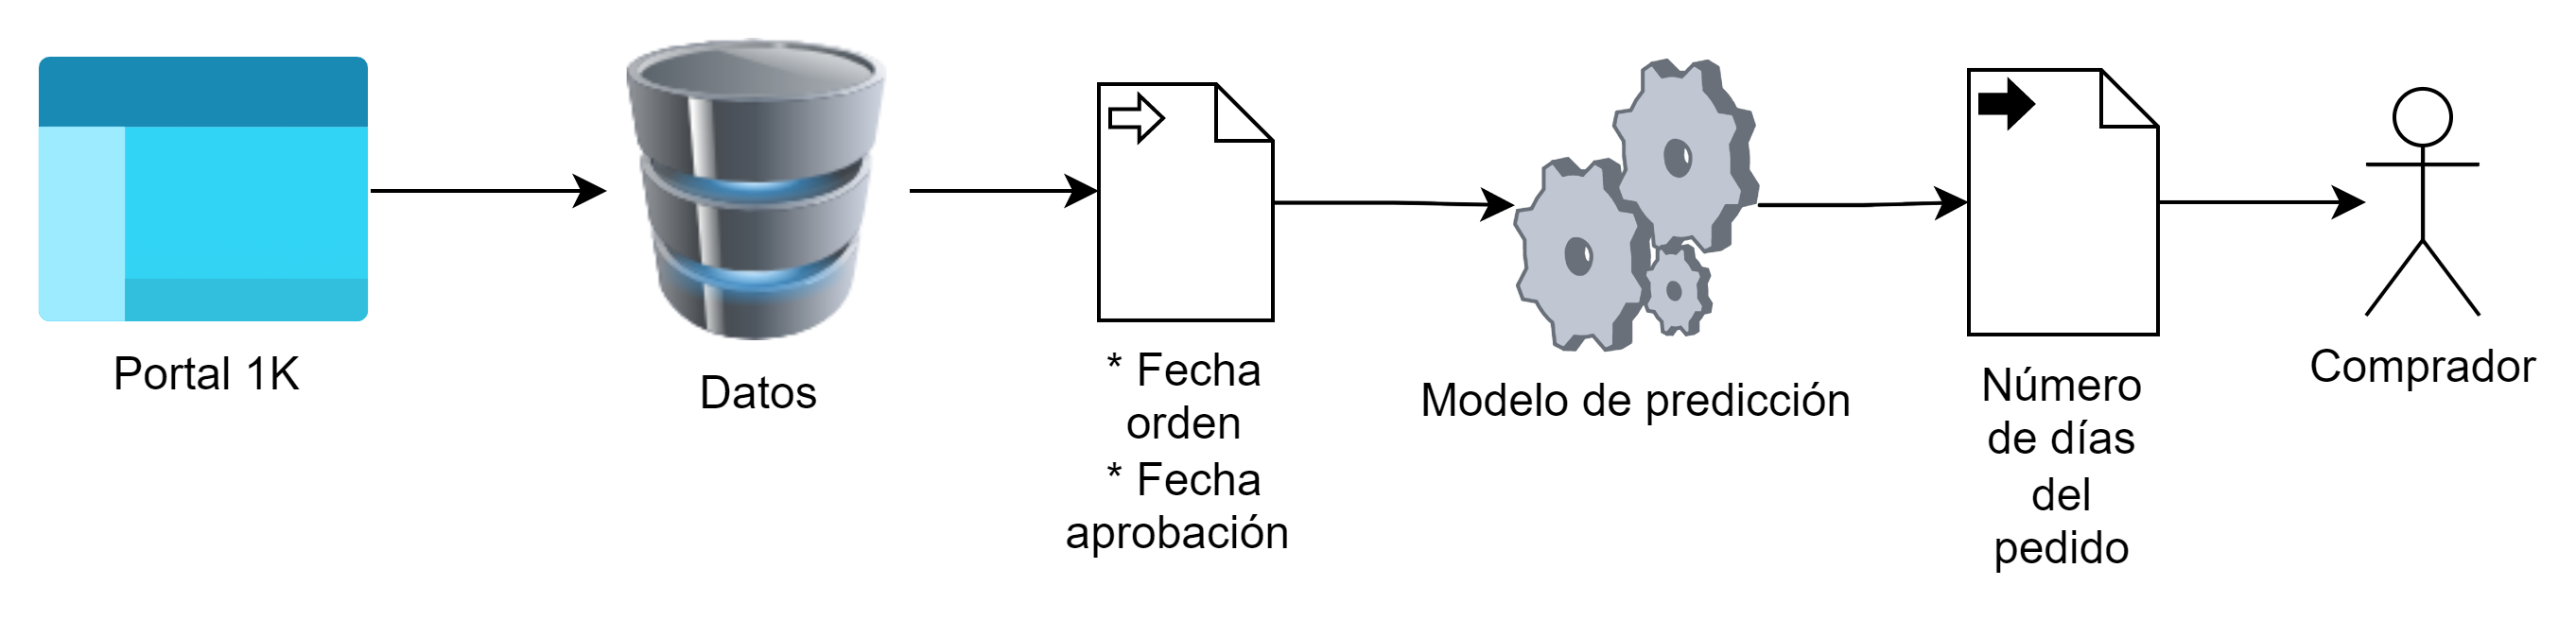 Portal 1K
Datos
* Fecha
orden
* Fecha
aprobación
Modelo de predicción
Número
de días
del
pedido
Comprador